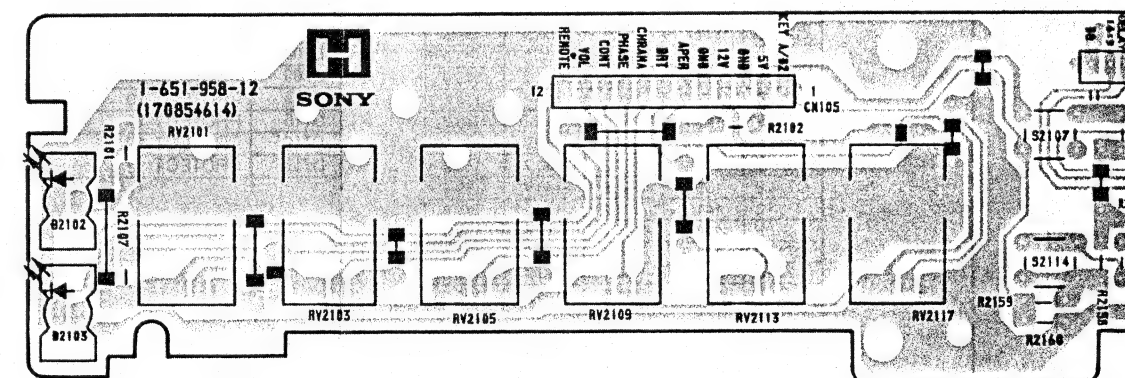 H
SONY
1-651-958-12
(170854614)
RV2101
R2101
R2107
D2102
D2103
RV2103
RV2105
RV2109
RV2113
RV2117
REMOTE
VOL
CONT
PHASE
CHROMA
BRT
APER
GND
12V
GND
5V
KEY A/D2
12
1
CN105
R2102
S2107
S2114
R2159
R2160
R2158